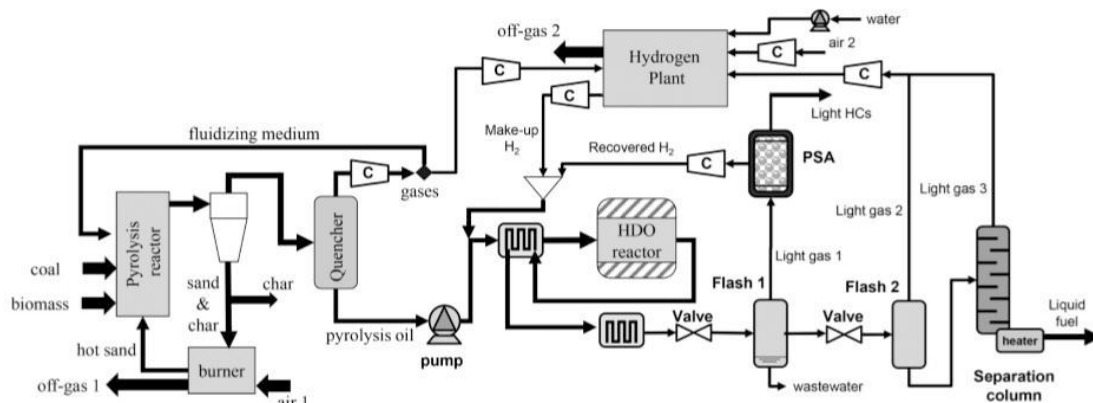 water
off-gas 2
Hydrogen
Plant
C
air 2
C
C
C
Light HCs
fluidizing medium
Make-up
H2
Recovered H2
C
PSA
C
gases
Pyrolysis
reactor
Quencher
HDO
reactor
Light gas 3
Light gas 2
Light gas 1
coal
biomass
sand
&
char
char
Flash 1
Flash 2
Valve
Valve
Liquid
fuel
pyrolysis oil
pump
hot sand
burner
heater
wastewater
Separation
column
off-gas 1
air 1